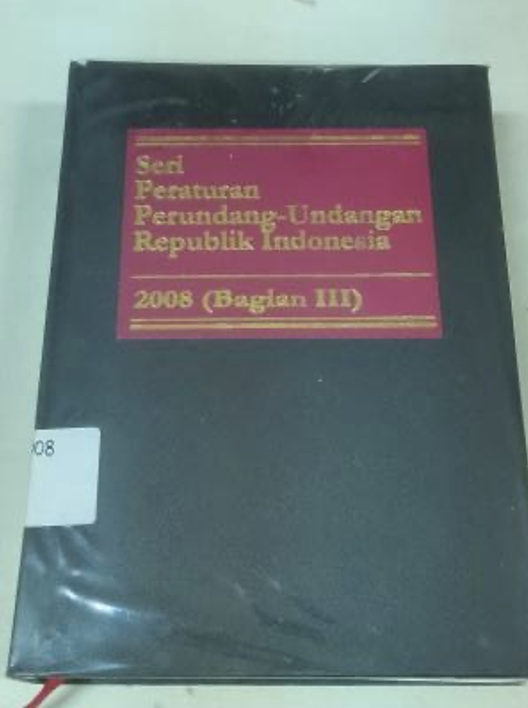 Seri
Peraturan
Perundang-Undangan
Republik Indonesia
2008 (Bagian III)
08